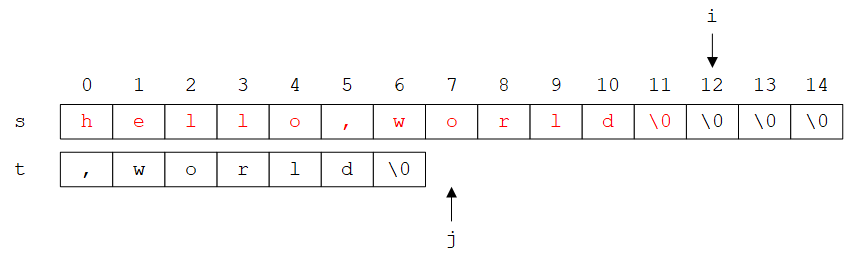 i
0 1 2 3 4 5 6 7 8 9 10 11 12 13 14
s h e l l o , w o r l d \0 \0 \0 \0
t , w o r l d \0
j